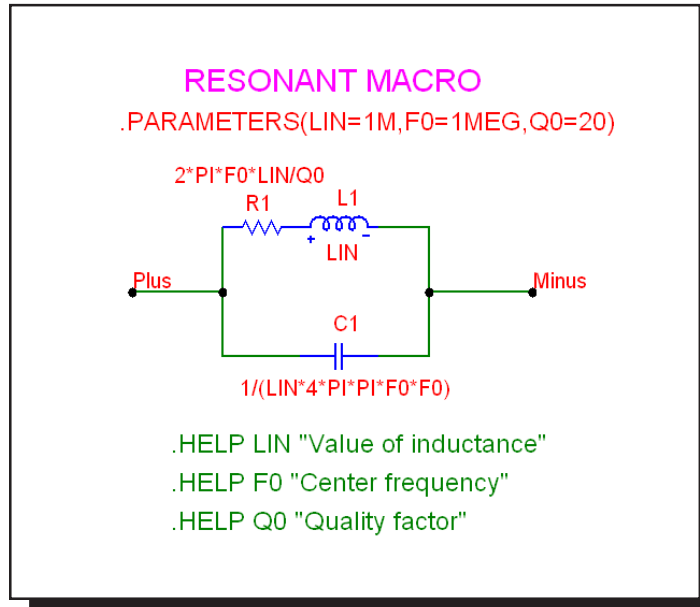 RESONANT MACRO
.PARAMETERS(LIN=1M,F0=1MEG,Q0=20)
2*PI*F0*LIN/Q0
R1
L1
+
-
LIN
Plus
Minus
C1
1/(LIN*4*PI*PI*F0*F0)
.HELP LIN "Value of inductance"
.HELP F0 "Center frequency"
.HELP Q0 "Quality factor"